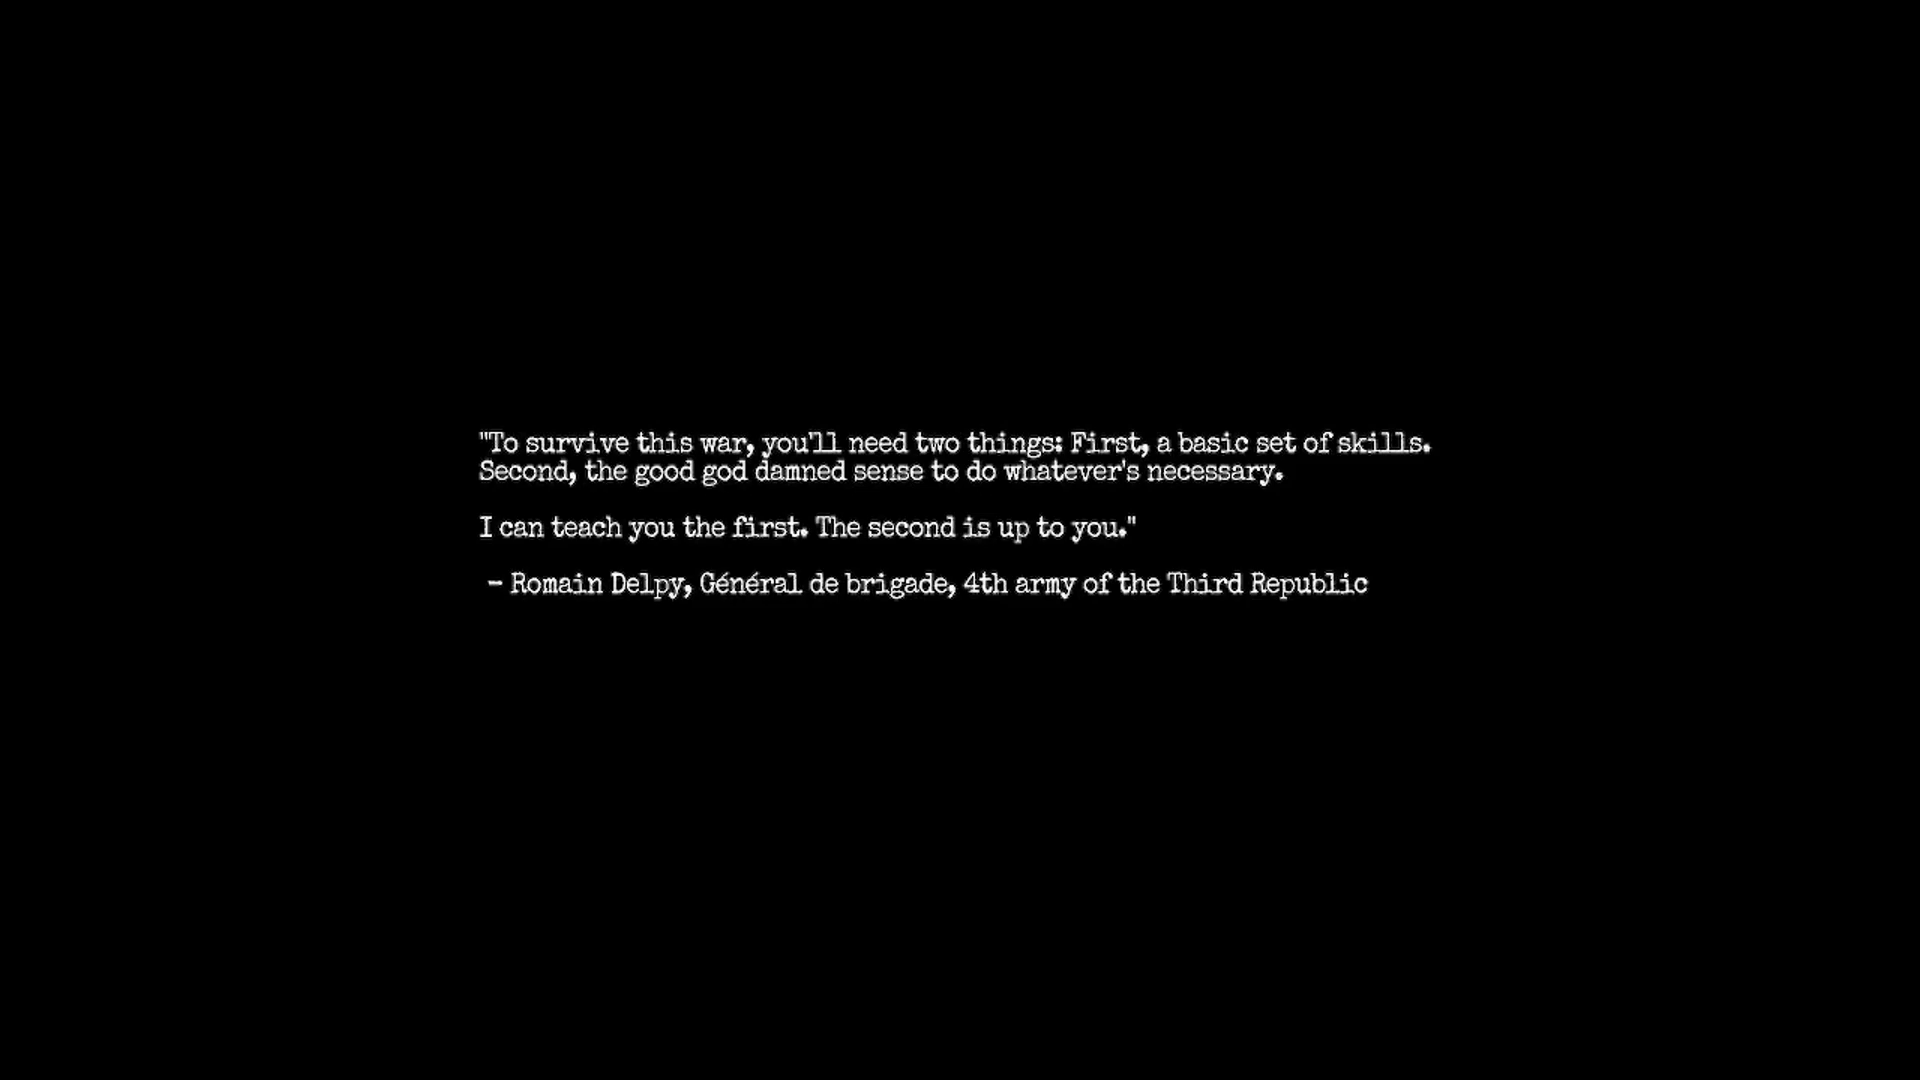 "To survive this war, you'll need two things: First, a basic set of skills.
Second, the good god damned sense to do whatever's necessary.
I can teach you the first. The second is up to you."
- Romain Delpy, Général de brigade, 4th army of the Third Republic